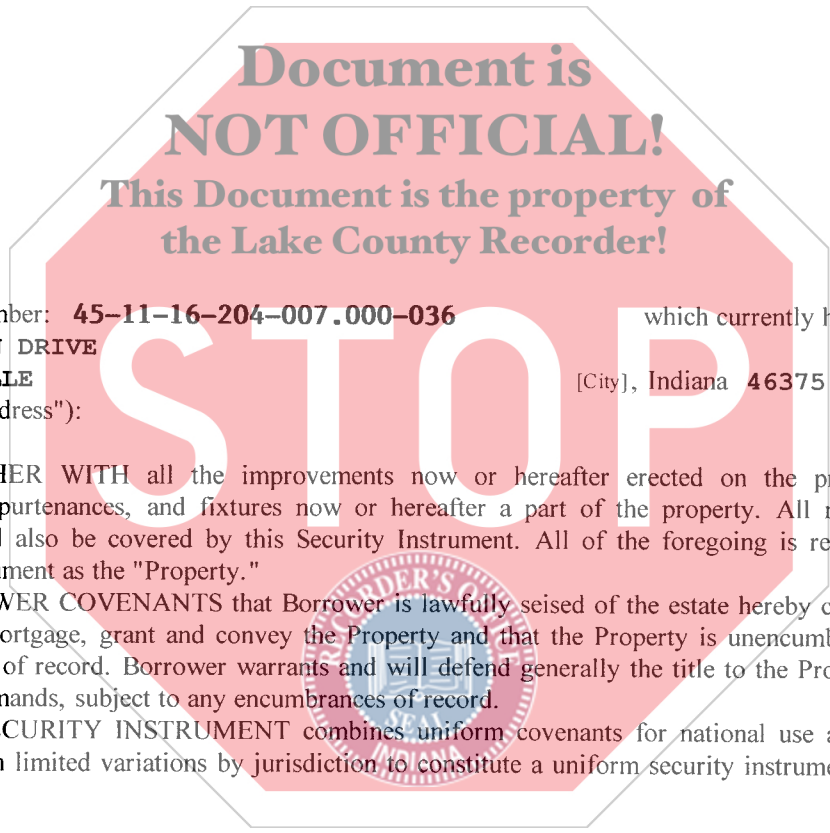 Document is
NOT OFFICIAL!
This Document is the property of
the Lake County Recorder!
STOP
nber: 45-11-16-204-007.000-036 which currently h
DRIVE
LLE [City], Indiana 46375
dress"):
HER WITH all the improvements now or hereafter erected on the pr
purtenances, and fixtures now or hereafter a part of the property. All r
l also be covered by this Security Instrument. All of the foregoing is re
ment as the "Property."
WER COVENANTS that Borrower is lawfully seised of the estate hereby c
ortgage, grant and convey the Property and that the Property is unencumb
of record. Borrower warrants and will defend generally the title to the Pro
mands, subject to any encumbrances of record.
CURITY INSTRUMENT combines uniform covenants for national use a
n limited variations by jurisdiction to constitute a uniform security instrume
RECORDER'S OFFICE
SEAL
INDIANA